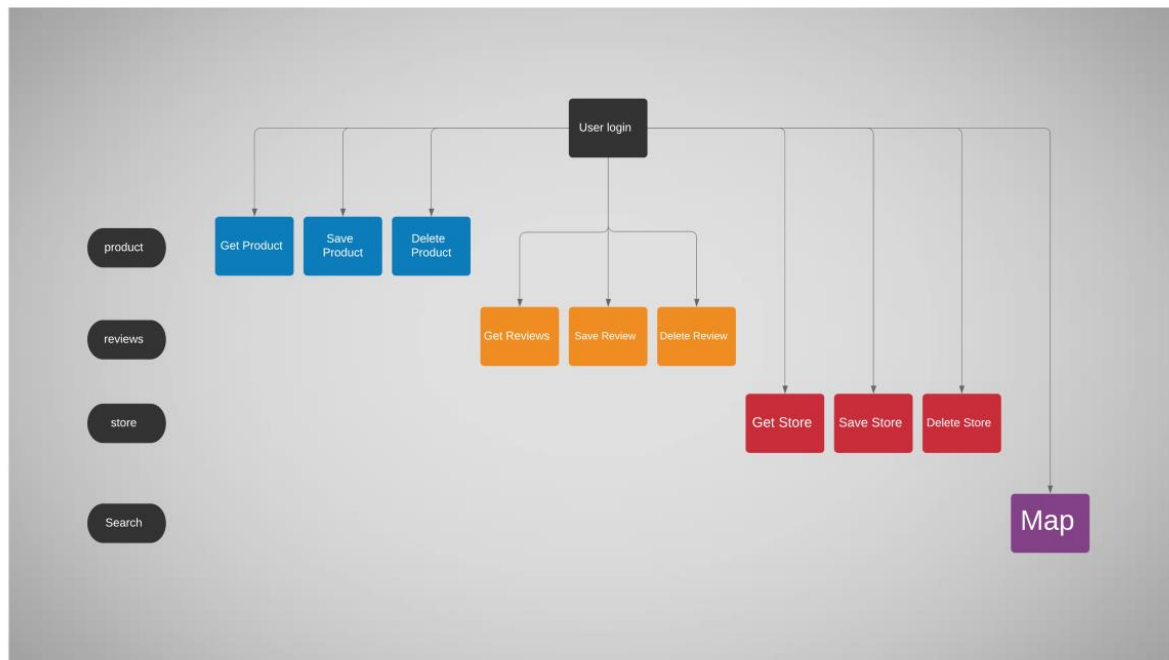 User login
product
Get Product
Save
Product
Delete
Product
reviews
Get Reviews
Save Review
Delete Review
store
Get Store
Save Store
Delete Store
Search
Map